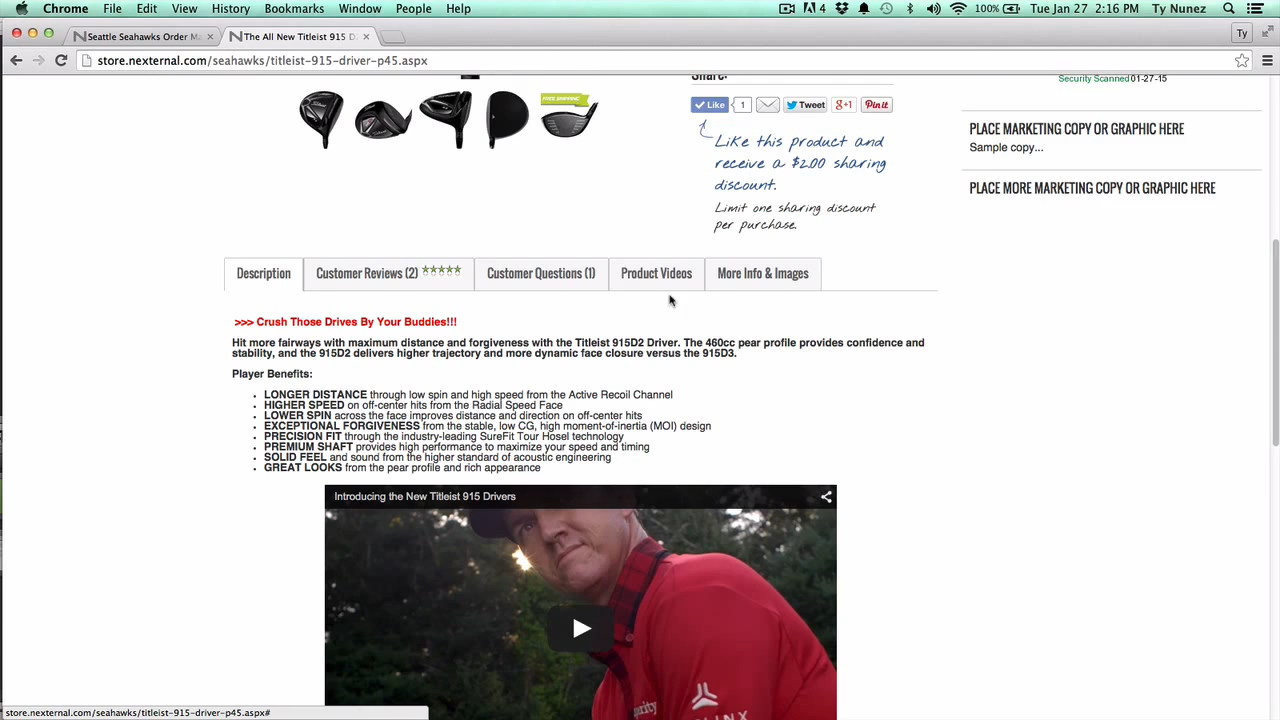 Chrome File Edit View History Bookmarks Window People Help 4 100% Tue Jan 27 2:16 PM Ty Nunez
Seattle Seahawks Order Ma × The All New Titleist 915 D × Ty
store.nexternal.com/seahawks/titleist-915-driver-p45.aspx
Share: Security Scanned 01-27-15
FREE SHIPPING
Like 1 Tweet g+1 Pin it
PLACE MARKETING COPY OR GRAPHIC HERE
Sample copy...
Like this product and
receive a $2.00 sharing
discount.
PLACE MORE MARKETING COPY OR GRAPHIC HERE
Limit one sharing discount
per purchase.
Description Customer Reviews (2) Customer Questions (1) Product Videos More Info & Images
>>> Crush Those Drives By Your Buddies!!!
Hit more fairways with maximum distance and forgiveness with the Titleist 915D2 Driver. The 460cc pear profile provides confidence and
stability, and the 915D2 delivers higher trajectory and more dynamic face closure versus the 915D3.
Player Benefits:
• LONGER DISTANCE through low spin and high speed from the Active Recoil Channel
• HIGHER SPEED on off-center hits from the Radial Speed Face
• LOWER SPIN across the face improves distance and direction on off-center hits
• EXCEPTIONAL FORGIVENESS from the stable, low CG, high moment-of-inertia (MOI) design
• PRECISION FIT through the industry-leading SureFit Tour Hosel technology
• PREMIUM SHAFT provides high performance to maximize your speed and timing
• SOLID FEEL and sound from the higher standard of acoustic engineering
• GREAT LOOKS from the pear profile and rich appearance
Introducing the New Titleist 915 Drivers
store.nexternal.com/seahawks/titleist-915-driver-p45.aspx#